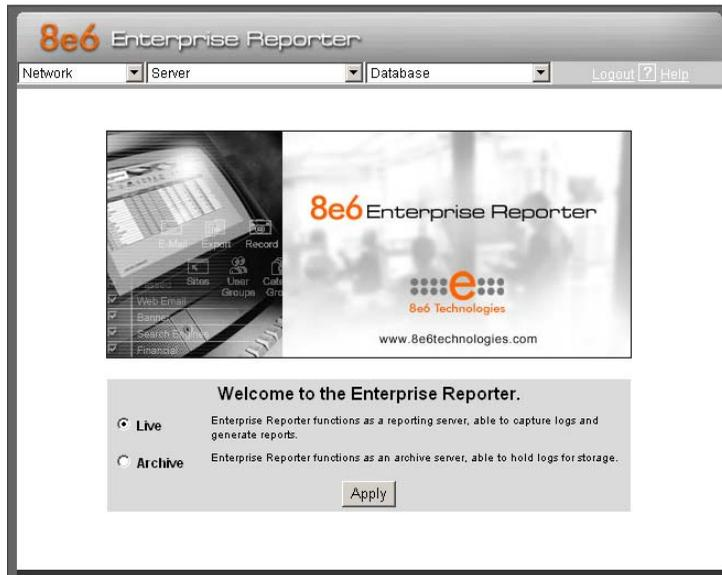 8e6 Enterprise Reporter
Network Server Database Logout ? Help
8e6 Enterprise Reporter
E-Mail Export Record
Sites User Groups
Web Email
Banner
Search Engines
Financial
8e6 Technologies
www.8e6technologies.com
Welcome to the Enterprise Reporter.
Live Enterprise Reporter functions as a reporting server, able to capture logs and
generate reports.
Archive Enterprise Reporter functions as an archive server, able to hold logs for storage.
Apply